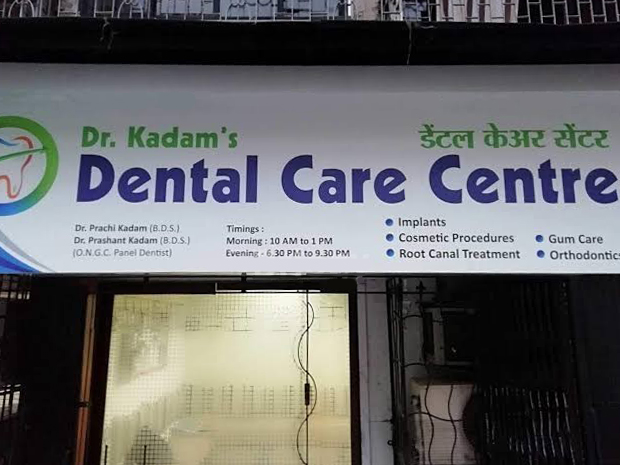 Dr. Kadam's
डेंटल केअर सेंटर
Dental Care Centre
Dr. Prachi Kadam (B.D.S.)
Dr. Prashant Kadam (B.D.S.)
(O.N.G.C. Panel Dentist)
Timings :
Morning : 10 AM to 1 PM
Evening - 6.30 PM to 9.30 PM
Implants
Cosmetic Procedures
Root Canal Treatment
Gum Care
Orthodontics